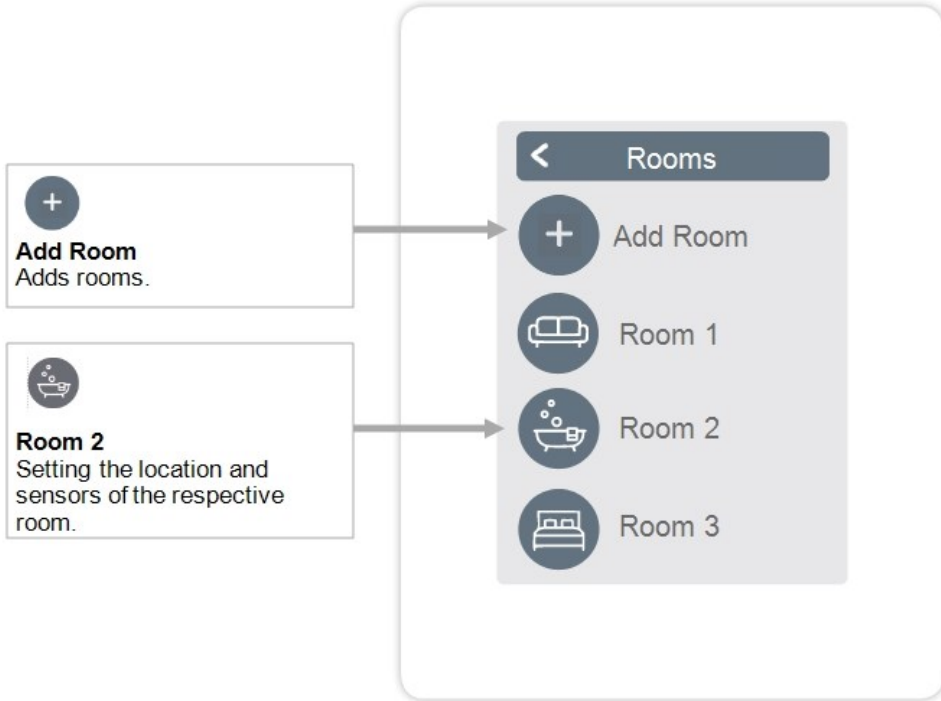 Add Room
Adds rooms.
Room 2
Setting the location and
sensors of the respective
room.
Rooms
Add Room
Room 1
Room 2
Room 3